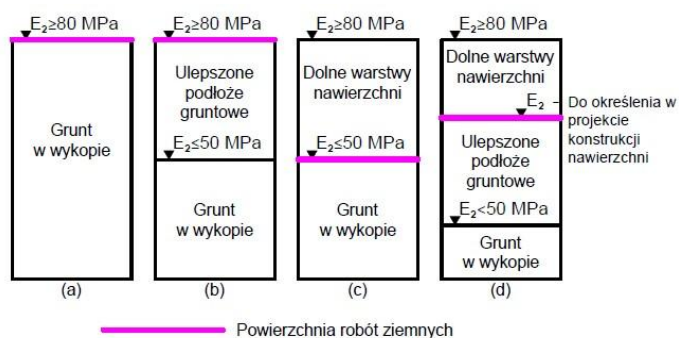 E₂≥80 MPa
Grunt
w wykopie
(a)
E₂≥80 MPa
Ulepszone
podłoże
gruntowe
E₂≤50 MPa
Grunt
w wykopie
(b)
E₂≥80 MPa
Dolne warstwy
nawierzchni
E₂≤50 MPa
Grunt
w wykopie
(c)
E₂≥80 MPa
Dolne warstwy
nawierzchni
E₂ – Do określenia w
projekcie
konstrukcji
nawierzchni
Ulepszone
podłoże
gruntowe
E₂<50 MPa
Grunt
w wykopie
(d)
Powierzchnia robót ziemnych